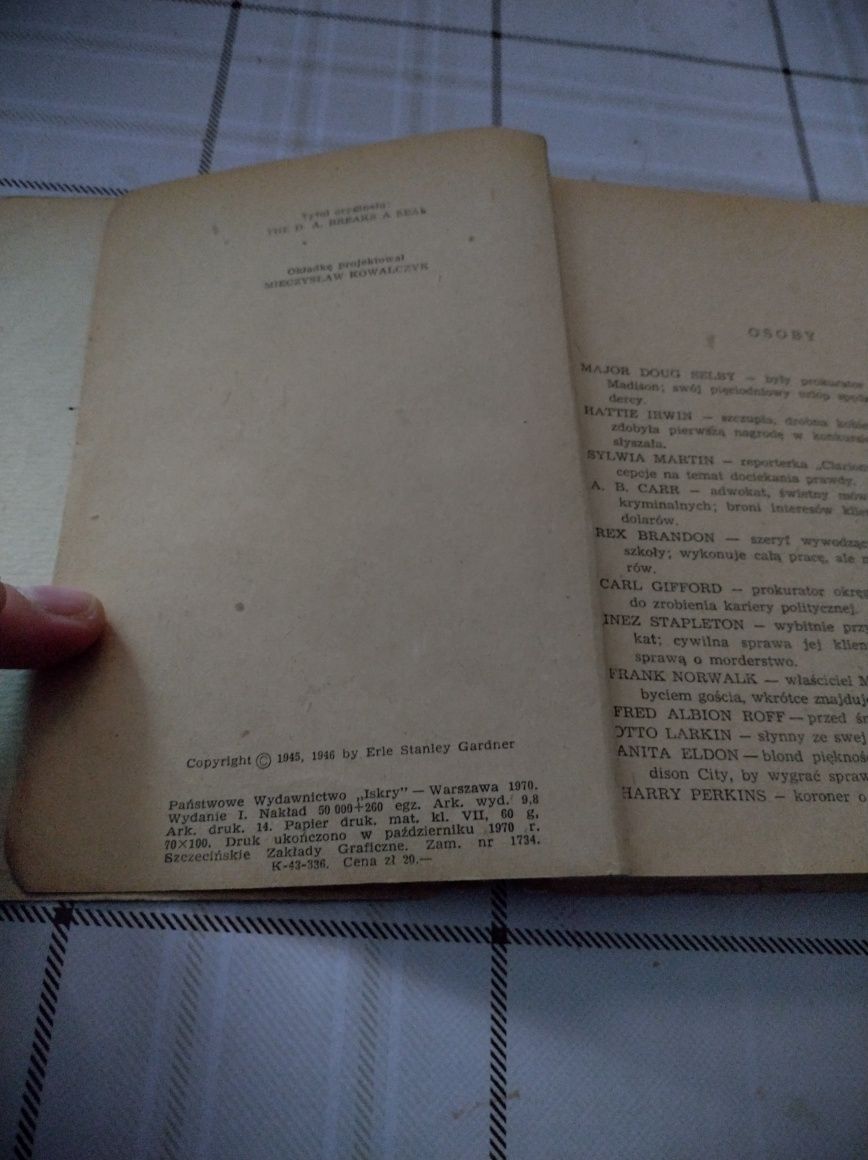 Tytuł oryginału:
THE D. A. BREAKS A SEAL
Okładkę projektował
MIECZYSŁAW KOWALCZYK
Copyright © 1945, 1946 by Erle Stanley Gardner
Państwowe Wydawnictwo „Iskry” — Warszawa 1970.
Wydanie I. Nakład 50 000+260 egz. Ark. wyd. 9,8
Ark. druk. 14. Papier druk. mat. kl. VII, 60 g,
70×100. Druk ukończono w październiku 1970 r.
Szczecińskie Zakłady Graficzne. Zam. nr 1734.
K-43-336. Cena zł 20.—
OSOBY
MAJOR DOUG SELBY — były prokurator
Madison; swój pięciodniowy urlop
dercy.
HATTIE IRWIN — szczupła, drobna
zdobyła pierwszą nagrodę w
słyszała.
SYLWIA MARTIN — reporterka „Clarion
cepcje na temat dociekania prawdy.
A. B. CARR — adwokat, świetny
kryminalnych; broni interesów
dolarów.
REX BRANDON — szeryf
szkoły; wykonuje całą pracę, ale
rów.
CARL GIFFORD — prokurator
do zrobienia kariery politycznej.
INEZ STAPLETON — wybitnie
kat; cywilna sprawa jej
sprawą o morderstwo.
FRANK NORWALK — właściciel
byciem gościa, wkrótce
FRED ALBION ROFF — przed
OTTO LARKIN — słynny ze swej
ANITA ELDON — blond
dison City, by wygrać
HARRY PERKINS — koroner o